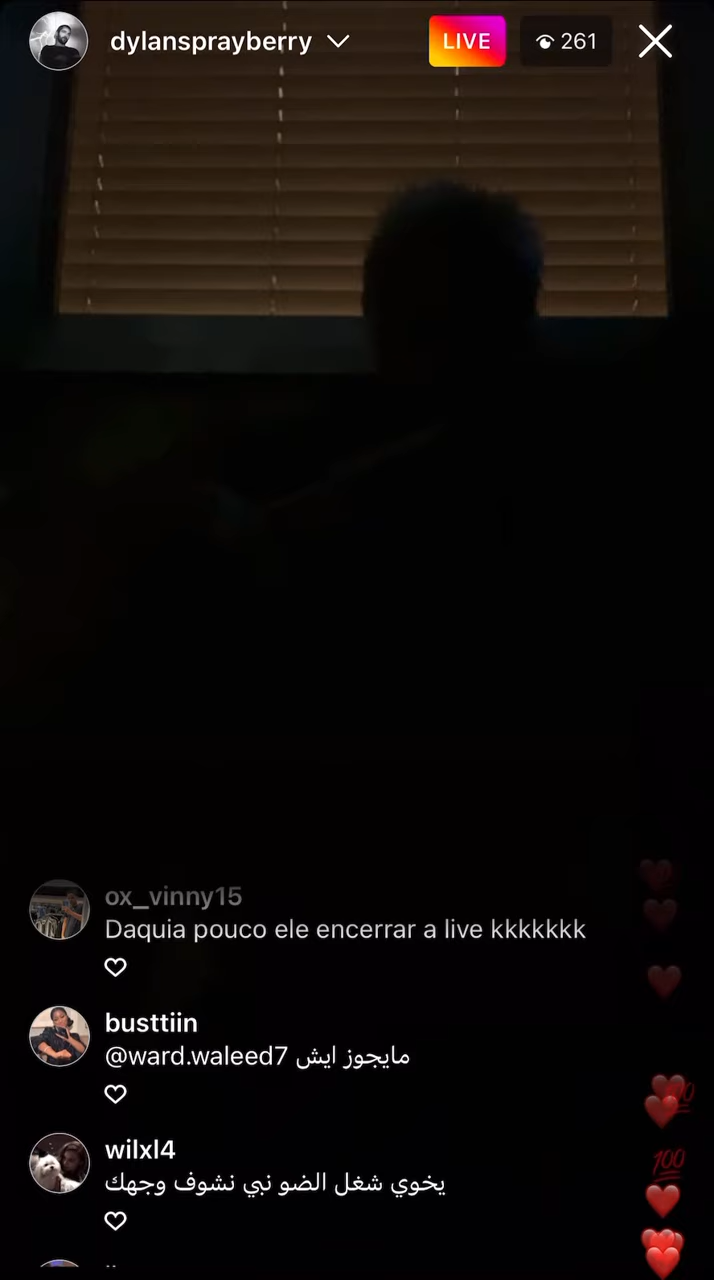 dylansprayberry
LIVE
261
ox_vinny15
Daquia pouco ele encerrar a live kkkkkkk
busttiin
@ward.waleed7 مايجوز ايش
wilxl4
يخوي شغل الضو نبي نشوف وجهك
💯
💯